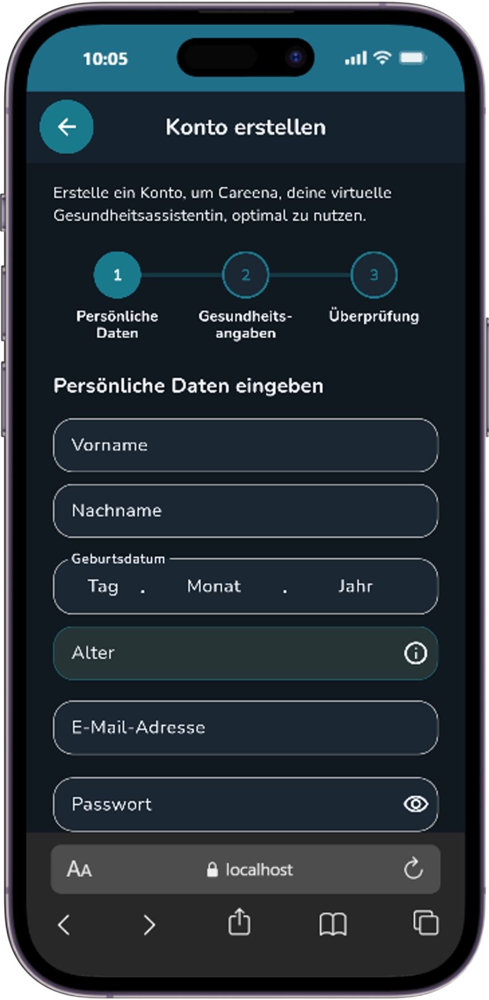 10:05
Konto erstellen
Erstelle ein Konto, um Careena, deine virtuelle
Gesundheitsassistentin, optimal zu nutzen.
1 2 3
Persönliche Gesundheits- Überprüfung
Daten angaben
Persönliche Daten eingeben
Vorname
Nachname
Geburtsdatum
Tag . Monat . Jahr
Alter
E-Mail-Adresse
Passwort
AA localhost